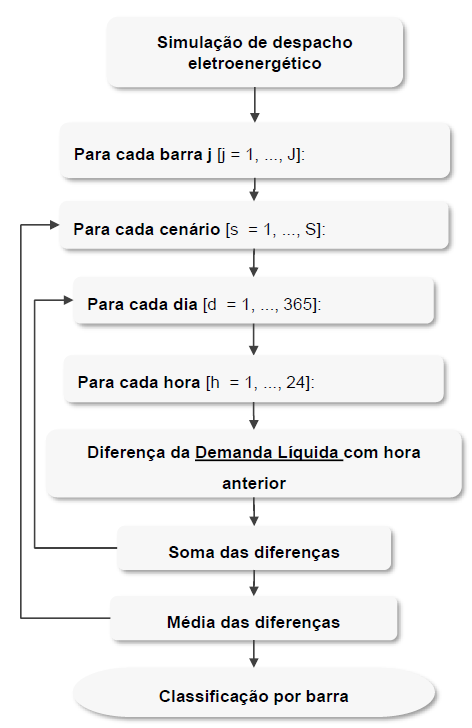 Simulação de despacho
eletroenergético
Para cada barra j [j = 1, ..., J]:
Para cada cenário [s = 1, ..., S]:
Para cada dia [d = 1, ..., 365]:
Para cada hora [h = 1, ..., 24]:
Diferença da Demanda Líquida com hora
anterior
Soma das diferenças
Média das diferenças
Classificação por barra